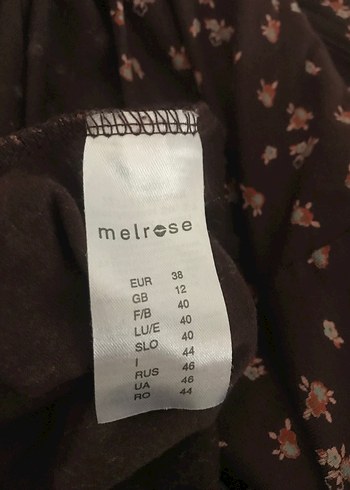 melrose
EUR 38
GB 12
F/B 40
LU/E 40
SLO 40
I 44
RUS 46
UA 46
RO 44